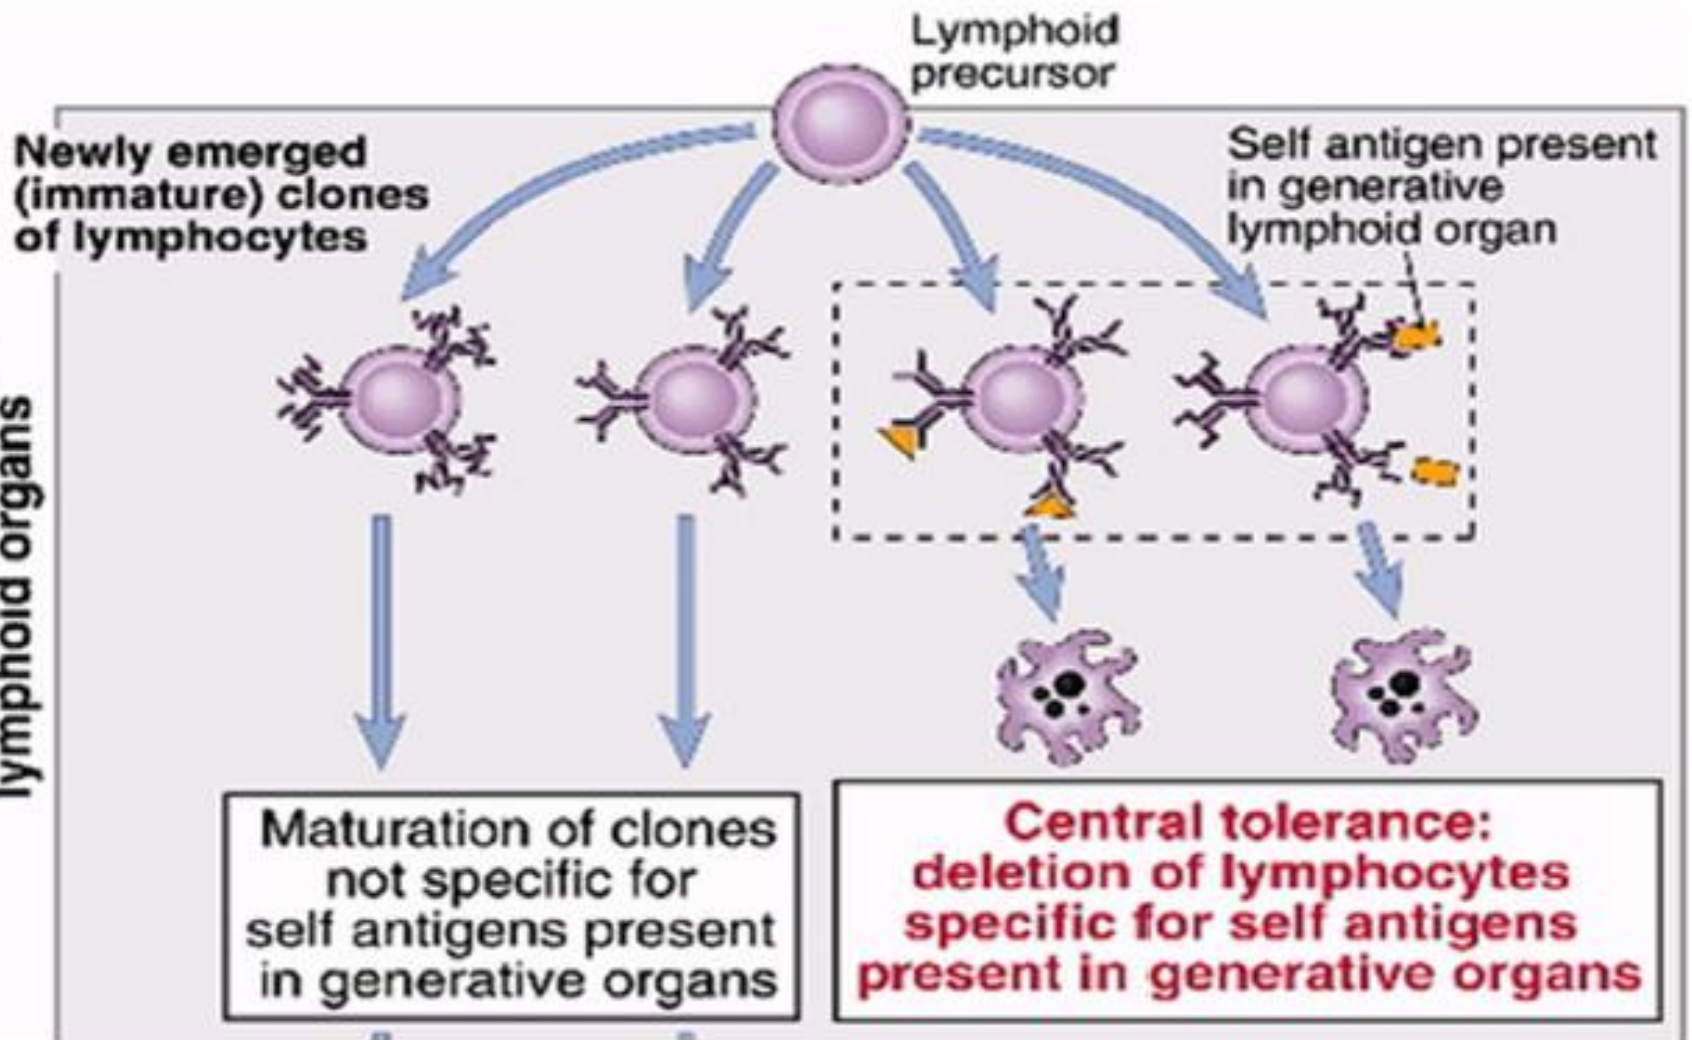 Lymphoid
precursor
Newly emerged
(immature) clones
of lymphocytes
Self antigen present
in generative
lymphoid organ
lymphoid organs
Maturation of clones
not specific for
self antigens present
in generative organs
Central tolerance:
deletion of lymphocytes
specific for self antigens
present in generative organs